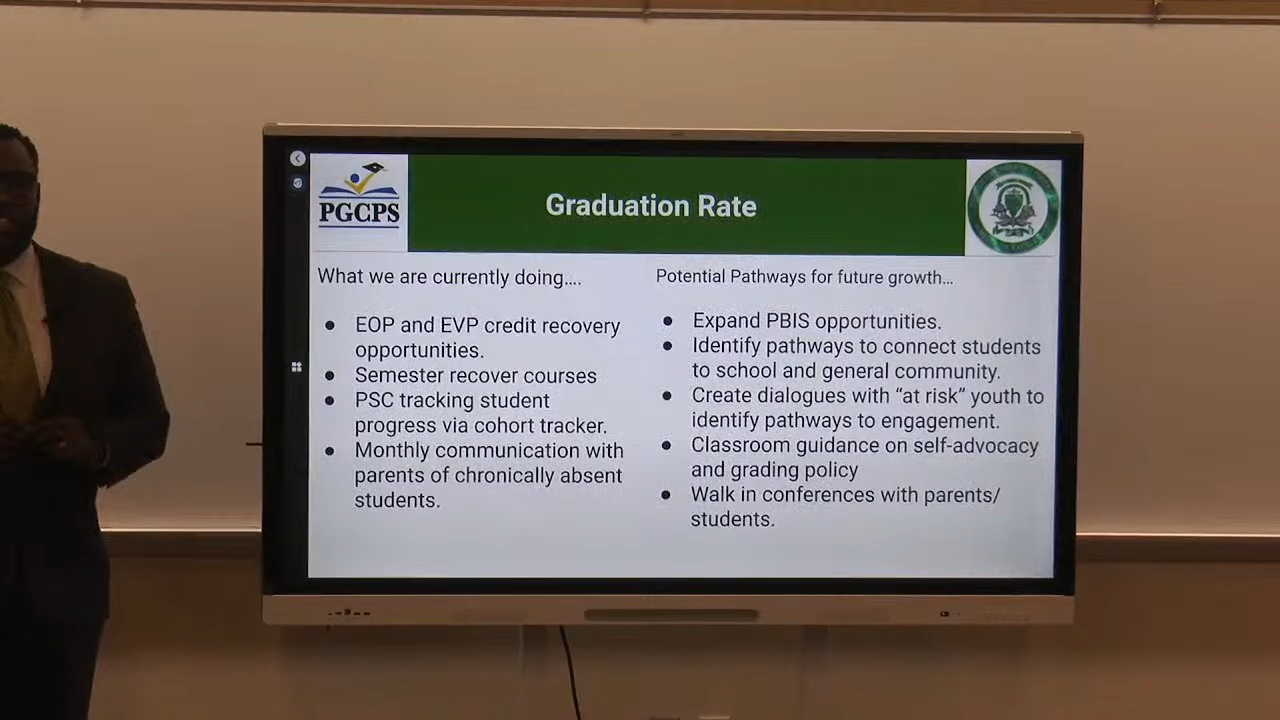 PGCPS
Graduation Rate
What we are currently doing....
● EOP and EVP credit recovery
opportunities.
● Semester recover courses
● PSC tracking student
progress via cohort tracker.
● Monthly communication with
parents of chronically absent
students.
Potential Pathways for future growth...
● Expand PBIS opportunities.
● Identify pathways to connect students
to school and general community.
● Create dialogues with “at risk” youth to
identify pathways to engagement.
● Classroom guidance on self-advocacy
and grading policy
● Walk in conferences with parents/
students.